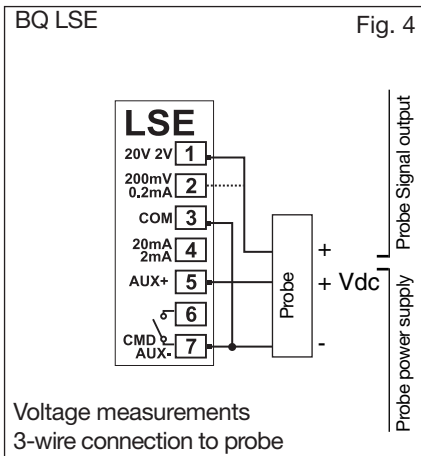 BQ LSE
Fig. 4
LSE
20V 2V 1
200mV
0.2mA 2
COM 3
20mA
2mA 4
AUX+ 5
6
CMD
AUX- 7
Probe
+
+ Vdc
-
Probe Signal output
Probe power supply
Voltage measurements
3-wire connection to probe